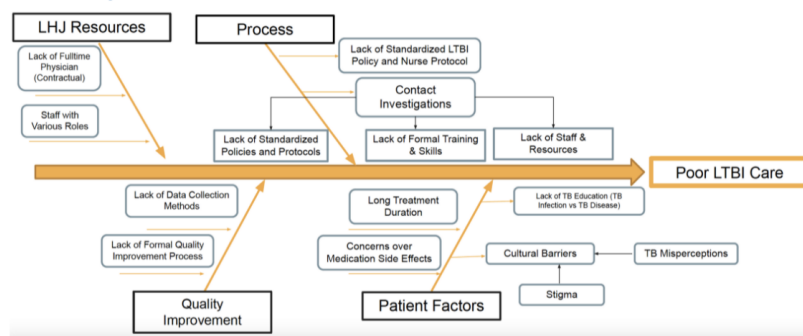 LHJ Resources
Process
Lack of Fulltime
Physician
(Contractual)
Staff with
Various Roles
Lack of Standardized LTBI
Policy and Nurse Protocol
Contact
Investigations
Lack of Standardized
Policies and Protocols
Lack of Formal Training
& Skills
Lack of Staff &
Resources
Poor LTBI Care
Lack of Data Collection
Methods
Lack of Formal Quality
Improvement Process
Quality
Improvement
Long Treatment
Duration
Concerns over
Medication Side Effects
Lack of TB Education (TB
Infection vs TB Disease)
Cultural Barriers
TB Misperceptions
Stigma
Patient Factors